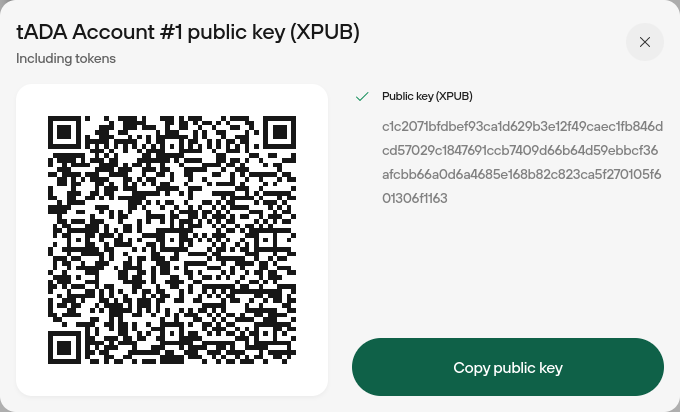 tADA Account #1 public key (XPUB)
Including tokens
Public key (XPUB)
c1c2071bfdbef93ca1d629b3e12f49caec1fb846d
cd57029c1847691ccb7409d66b64d59ebbcf36
afcbb66a0d6a4685e168b82c823ca5f270105f6
01306f1163
Copy public key